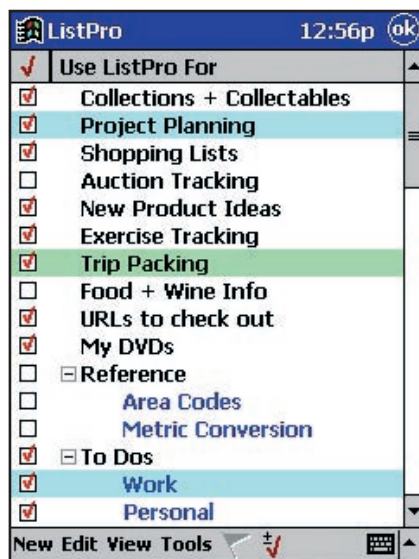 ListPro 12:56p ok
Use ListPro For
Collections + Collectables
Project Planning
Shopping Lists
Auction Tracking
New Product Ideas
Exercise Tracking
Trip Packing
Food + Wine Info
URLs to check out
My DVDs
Reference
Area Codes
Metric Conversion
To Dos
Work
Personal
New Edit View Tools